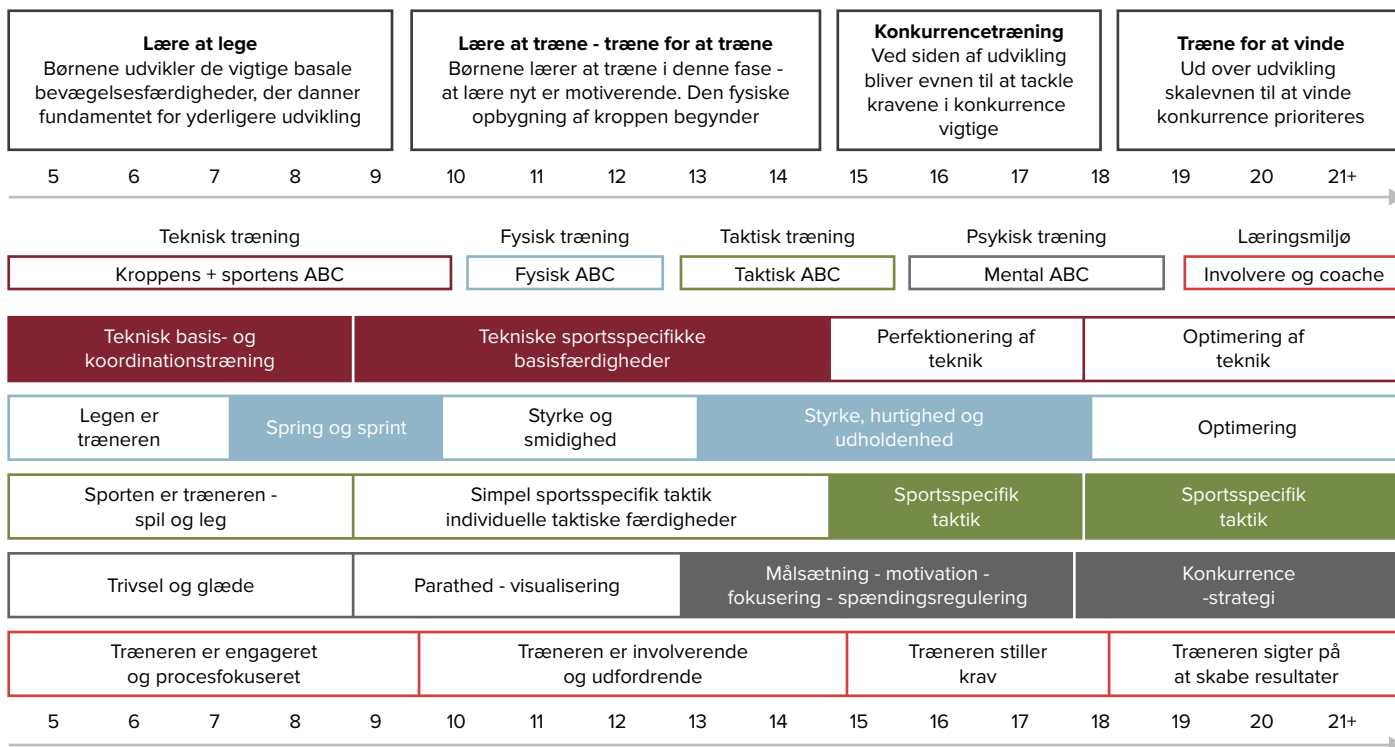 Lære at lege
Børnene udvikler de vigtige basale
bevægelsesfærdigheder, der danner
fundamentet for yderligere udvikling
Lære at træne - træne for at træne
Børnene lærer at træne i denne fase -
at lære nyt er motiverende. Den fysiske
opbygning af kroppen begynder
Konkurrencetræning
Ved siden af udvikling
bliver evnen til at tackle
kravene i konkurrence
vigtige
Træne for at vinde
Ud over udvikling
skalevnen til at vinde
konkurrence prioriteres
5 6 7 8 9 10 11 12 13 14 15 16 17 18 19 20 21+
Teknisk træning
Kroppens + sportens ABC
Fysisk træning
Fysisk ABC
Taktisk træning
Taktisk ABC
Psykisk træning
Mental ABC
Læringsmiljø
Involvere og coache
Teknisk basis- og
koordinationstræning
Tekniske sportsspecifikke
basisfærdigheder
Perfektionering af
teknik
Optimering af
teknik
Legen er
træneren
Spring og sprint
Styrke og
smidighed
Styrke, hurtighed og
udholdenhed
Optimering
Sporten er træneren -
spil og leg
Simpel sportsspecifik taktik
individuelle taktiske færdigheder
Sportsspecifik
taktik
Sportsspecifik
taktik
Trivsel og glæde
Parathed - visualisering
Målsætning - motivation -
fokusering - spændingsregulering
Konkurrence
-strategi
Træneren er engageret
og procesfokuseret
Træneren er involverende
og udfordrende
Træneren stiller
krav
Træneren sigter på
at skabe resultater
5 6 7 8 9 10 11 12 13 14 15 16 17 18 19 20 21+